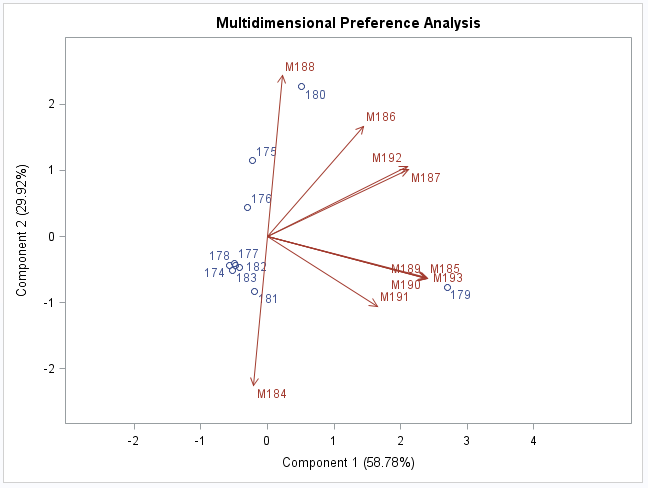 Multidimensional Preference Analysis
M188
180
M186
175
M192
M187
176
2
1
0
-1
-2
Component 2 (29.92%)
178
177
182
174
183
181
M189
M185
M193
M190
M191
179
M184
-2
-1
0
1
2
3
4
Component 1 (58.78%)